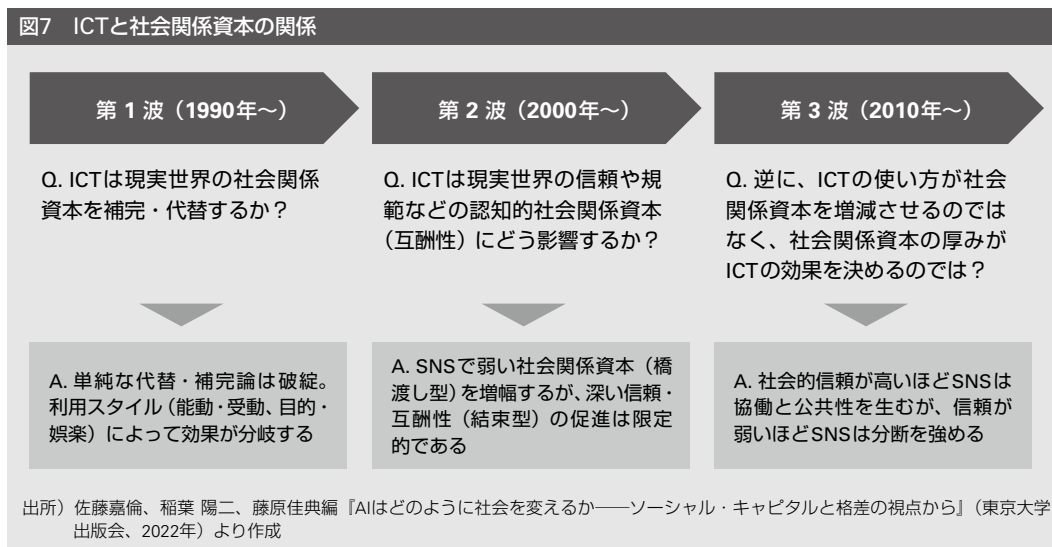 図7　ICTと社会関係資本の関係
第 1 波（1990年～）
Q. ICTは現実世界の社会関係
資本を補完・代替するか？
A. 単純な代替・補完論は破綻。
利用スタイル（能動・受動、目的・
娯楽）によって効果が分岐する
第 2 波（2000年～）
Q. ICTは現実世界の信頼や規
範などの認知的社会関係資本
（互酬性）にどう影響するか？
A. SNSで弱い社会関係資本（橋
渡し型）を増幅するが、深い信頼・
互酬性（結束型）の促進は限定
的である
第 3 波（2010年～）
Q. 逆に、ICTの使い方が社会
関係資本を増減させるのでは
なく、社会関係資本の厚みが
ICTの効果を決めるのでは？
A. 社会的信頼が高いほどSNSは
協働と公共性を生むが、信頼が
弱いほどSNSは分断を強める
出所）佐藤嘉倫、稲葉 陽二、藤原佳典編『AIはどのように社会を変えるか──ソーシャル・キャピタルと格差の視点から』（東京大学
出版会、2022年）より作成